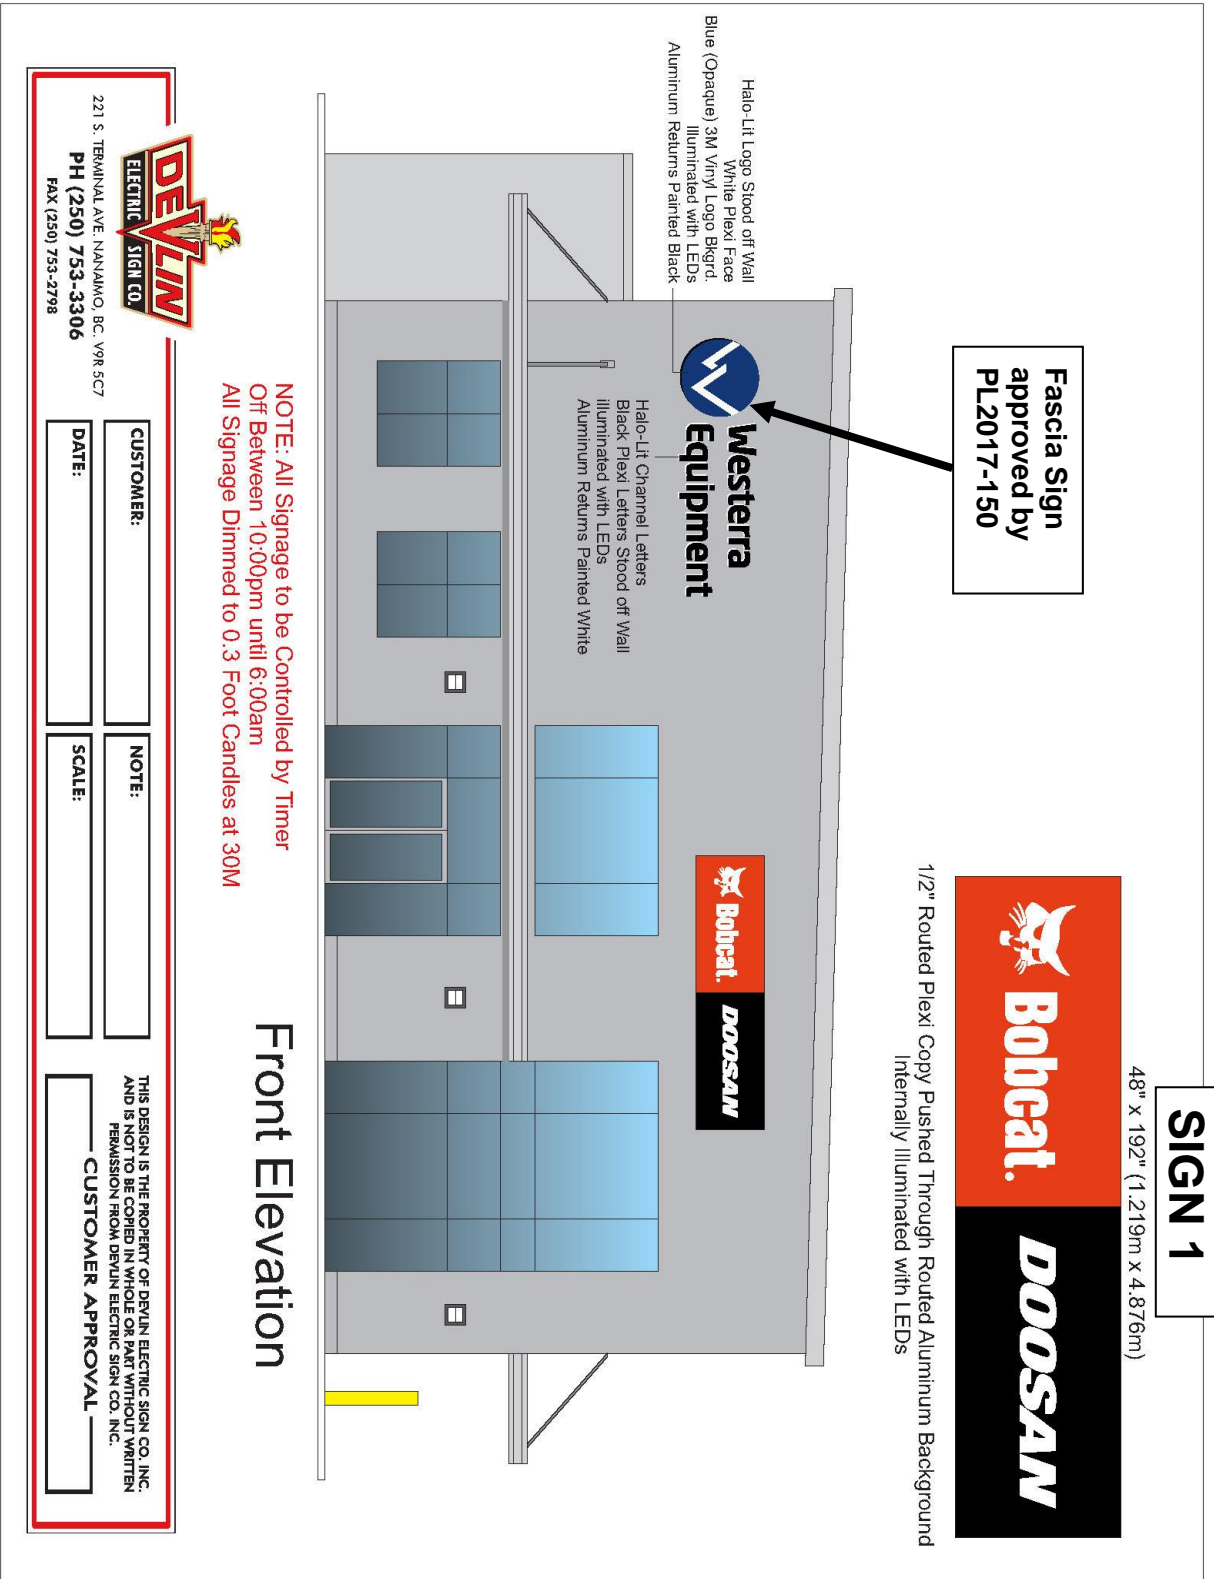 SIGN 1
48" x 192" (1.219m x 4.876m)
Bobcat.
DOOSAN
1/2" Routed Plexi Copy Pushed Through Routed Aluminum Background
Internally Illuminated with LEDs
Fascia Sign
approved by
PL2017-150
Halo-Lit Logo Stood off Wall
White Plexi Face
Blue (Opaque) 3M Vinyl Logo Bkgrd.
Illuminated with LEDs
Aluminum Returns Painted Black
Westerra
Equipment
Halo-Lit Channel Letters
Black Plexi Letters Stood off Wall
illuminated with LEDs
Aluminum Returns Painted White
Bobcat.
DOOSAN
NOTE: All Signage to be Controlled by Timer
Off Between 10:00pm until 6:00am
All Signage Dimmed to 0.3 Foot Candles at 30M
Front Elevation
DEVLIN
ELECTRIC SIGN CO.
221 S. TERMINAL AVE. NANAIMO, BC. V9R 5C7
PH (250) 753-3306
FAX (250) 753-2798
CUSTOMER:
DATE:
NOTE:
SCALE:
THIS DESIGN IS THE PROPERTY OF DEVLIN ELECTRIC SIGN CO. INC.
AND IS NOT TO BE COPIED IN WHOLE OR PART WITHOUT WRITTEN
PERMISSION FROM DEVLIN ELECTRIC SIGN CO. INC.
CUSTOMER APPROVAL